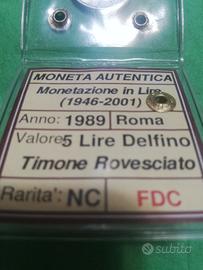 MONETA AUTENTICA
Monetazione in Lire
(1946-2001)
Anno: 1989 Roma
Valore 5 Lire Delfino
Timone Rovesciato
Rarita': NC FDC
subito